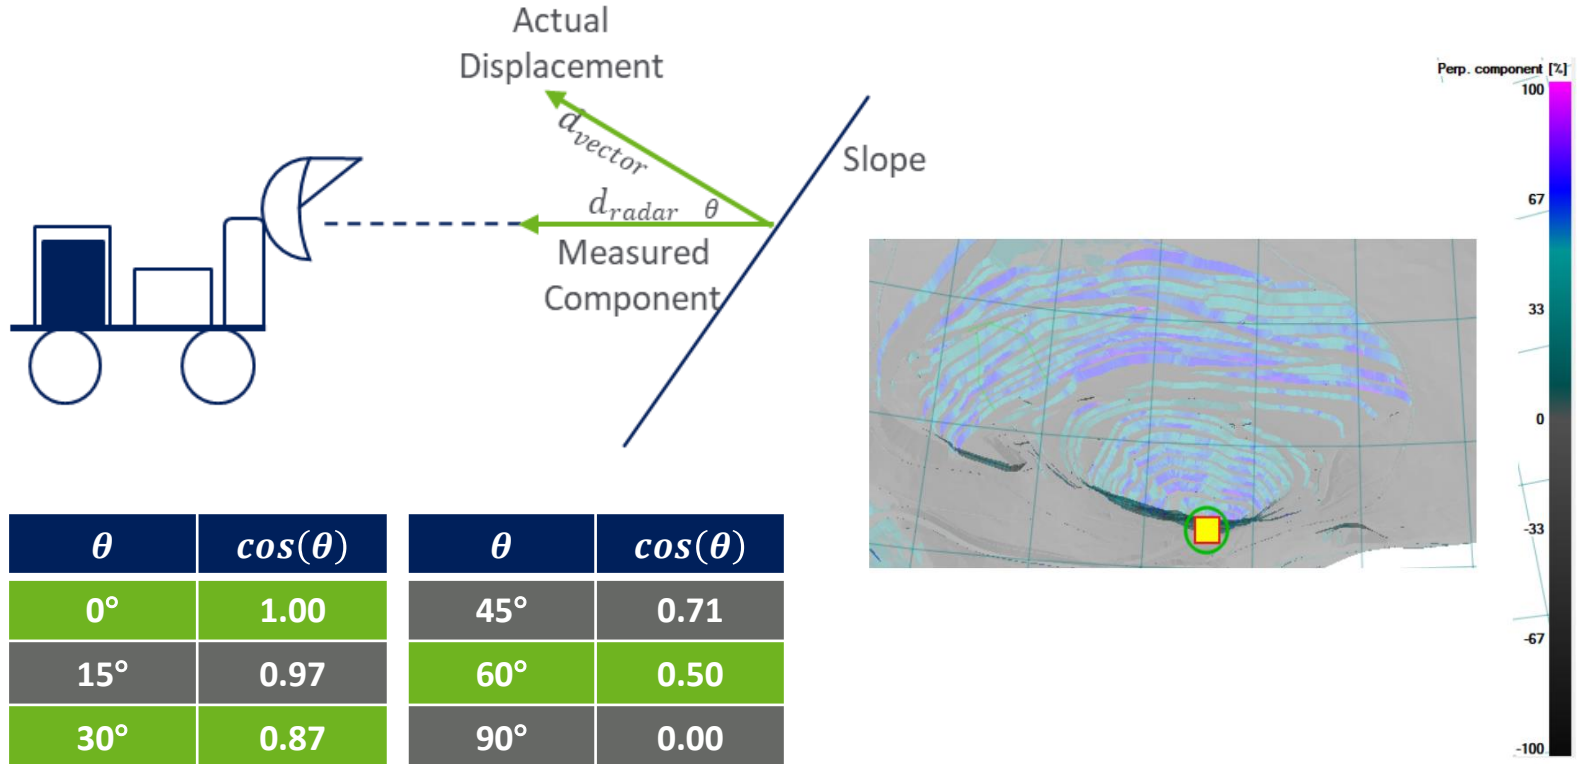 Actual
Displacement
d_vector
Slope
d_radar θ
Measured
Component
θ cos(θ)
0° 1.00
15° 0.97
30° 0.87
θ cos(θ)
45° 0.71
60° 0.50
90° 0.00
Perp. component [%]
100
67
33
0
-33
-67
-100